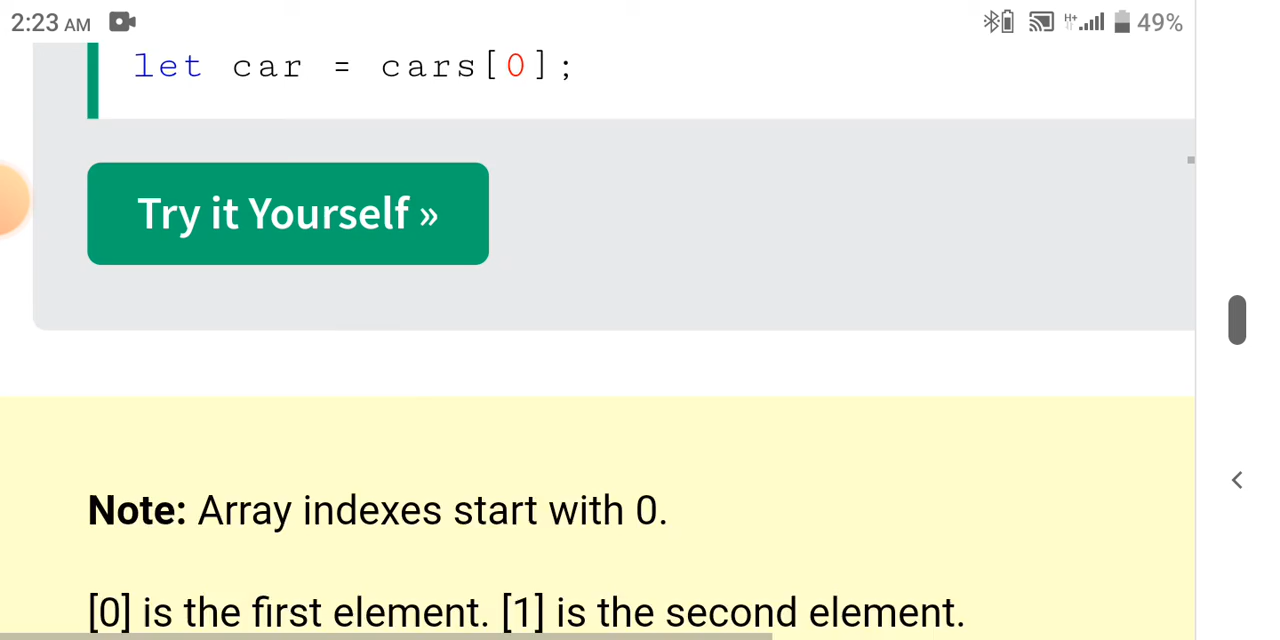 2:23 AM
H+
49%
let car = cars[0];
Try it Yourself »
Note: Array indexes start with 0.
[0] is the first element. [1] is the second element.